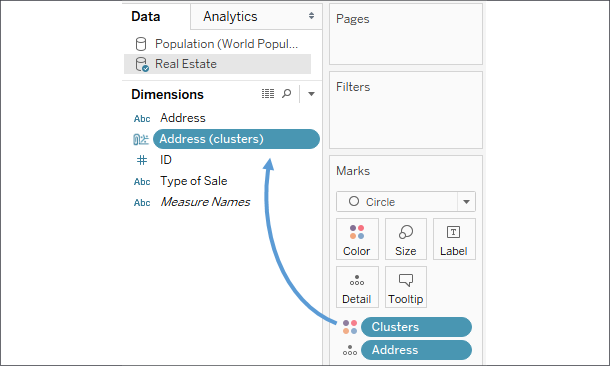 Data
Analytics
Population (World Popul...
Real Estate
Dimensions
Abc Address
Address (clusters)
# ID
Abc Type of Sale
Abc Measure Names
Pages
Filters
Marks
Circle
Color
Size
T
Label
Detail
Tooltip
Clusters
Address